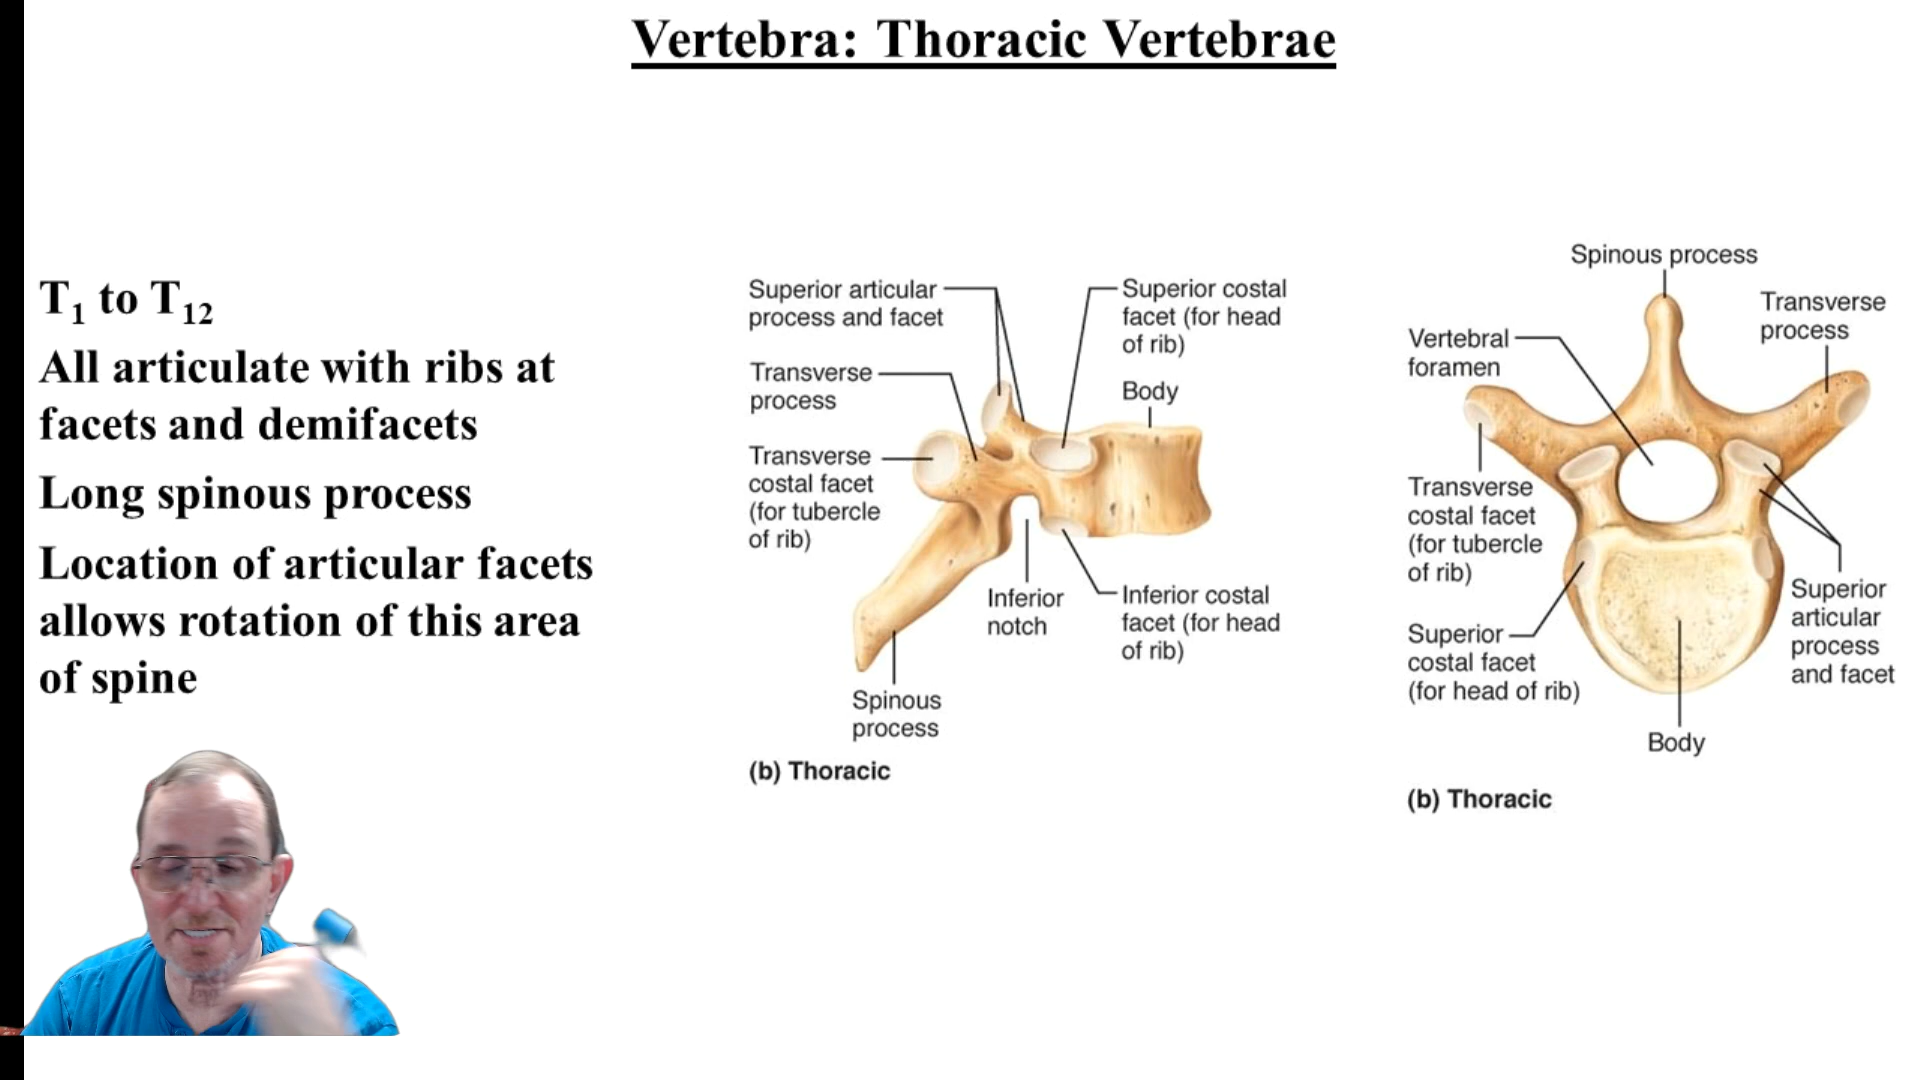 Vertebra: Thoracic Vertebrae
T1 to T12
All articulate with ribs at
facets and demifacets
Long spinous process
Location of articular facets
allows rotation of this area
of spine
Superior articular
process and facet
Transverse
process
Transverse
costal facet
(for tubercle
of rib)
Superior costal
facet (for head
of rib)
Body
Inferior
notch
Inferior costal
facet (for head
of rib)
Spinous
process
(b) Thoracic
Spinous process
Transverse
process
Vertebral
foramen
Transverse
costal facet
(for tubercle
of rib)
Superior
costal facet
(for head of rib)
Superior
articular
process
and facet
Body
(b) Thoracic